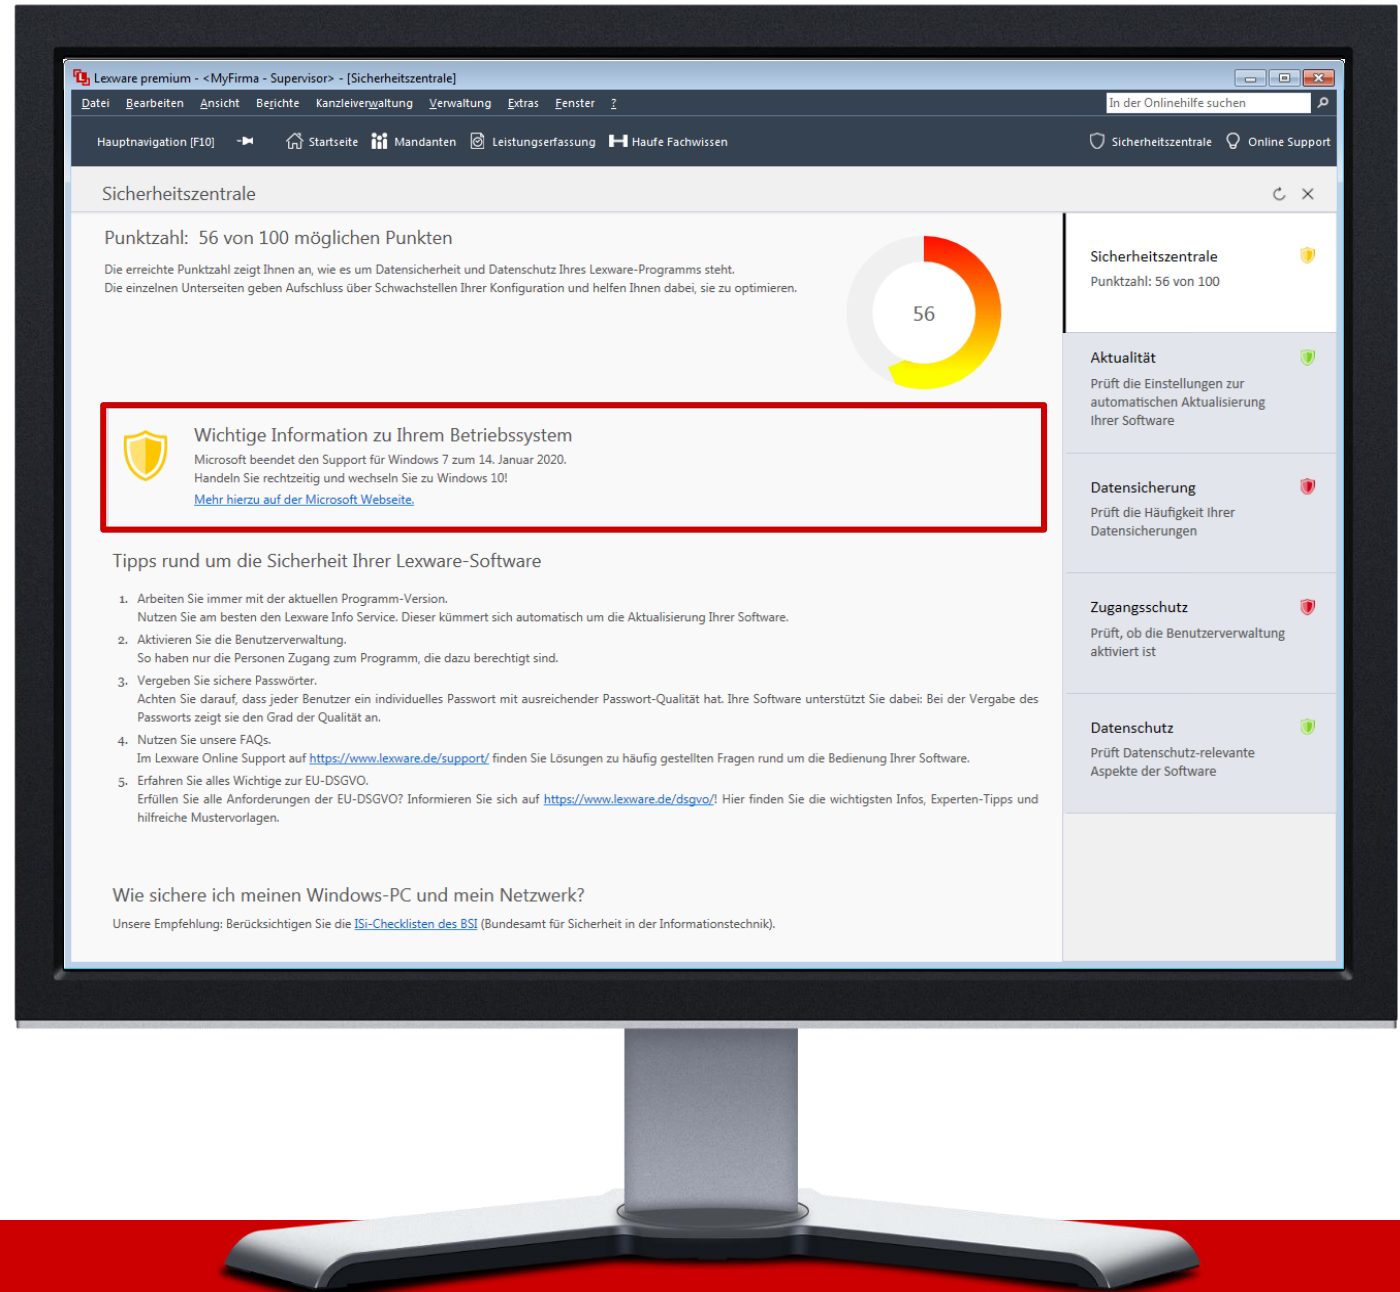 Lexware premium - <MyFirma - Supervisor> - [Sicherheitszentrale]
Datei Bearbeiten Ansicht Berichte Kanzleiverwaltung Verwaltung Extras Fenster ?
In der Onlinehilfe suchen
Hauptnavigation [F10] Startseite Mandanten Leistungserfassung Haufe Fachwissen
Sicherheitszentrale Online Support
Sicherheitszentrale
Punktzahl: 56 von 100 möglichen Punkten
Die erreichte Punktzahl zeigt Ihnen an, wie es um Datensicherheit und Datenschutz Ihres Lexware-Programms steht.
Die einzelnen Unterseiten geben Aufschluss über Schwachstellen Ihrer Konfiguration und helfen Ihnen dabei, sie zu optimieren.
56
Wichtige Information zu Ihrem Betriebssystem
Microsoft beendet den Support für Windows 7 zum 14. Januar 2020.
Handeln Sie rechtzeitig und wechseln Sie zu Windows 10!
Mehr hierzu auf der Microsoft Webseite.
Tipps rund um die Sicherheit Ihrer Lexware-Software
1. Arbeiten Sie immer mit der aktuellen Programm-Version.
Nutzen Sie am besten den Lexware Info Service. Dieser kümmert sich automatisch um die Aktualisierung Ihrer Software.
2. Aktivieren Sie die Benutzerverwaltung.
So haben nur die Personen Zugang zum Programm, die dazu berechtigt sind.
3. Vergeben Sie sichere Passwörter.
Achten Sie darauf, dass jeder Benutzer ein individuelles Passwort mit ausreichender Passwort-Qualität hat. Ihre Software unterstützt Sie dabei: Bei der Vergabe des
Passworts zeigt sie den Grad der Qualität an.
4. Nutzen Sie unsere FAQs.
Im Lexware Online Support auf https://www.lexware.de/support/ finden Sie Lösungen zu häufig gestellten Fragen rund um die Bedienung Ihrer Software.
5. Erfahren Sie alles Wichtige zur EU-DSGVO.
Erfüllen Sie alle Anforderungen der EU-DSGVO? Informieren Sie sich auf https://www.lexware.de/dsgvo/! Hier finden Sie die wichtigsten Infos, Experten-Tipps und
hilfreiche Mustervorlagen.
Wie sichere ich meinen Windows-PC und mein Netzwerk?
Unsere Empfehlung: Berücksichtigen Sie die ISi-Checklisten des BSI (Bundesamt für Sicherheit in der Informationstechnik).
Sicherheitszentrale
Punktzahl: 56 von 100
Aktualität
Prüft die Einstellungen zur
automatischen Aktualisierung
Ihrer Software
Datensicherung
Prüft die Häufigkeit Ihrer
Datensicherungen
Zugangsschutz
Prüft, ob die Benutzerverwaltung
aktiviert ist
Datenschutz
Prüft Datenschutz-relevante
Aspekte der Software